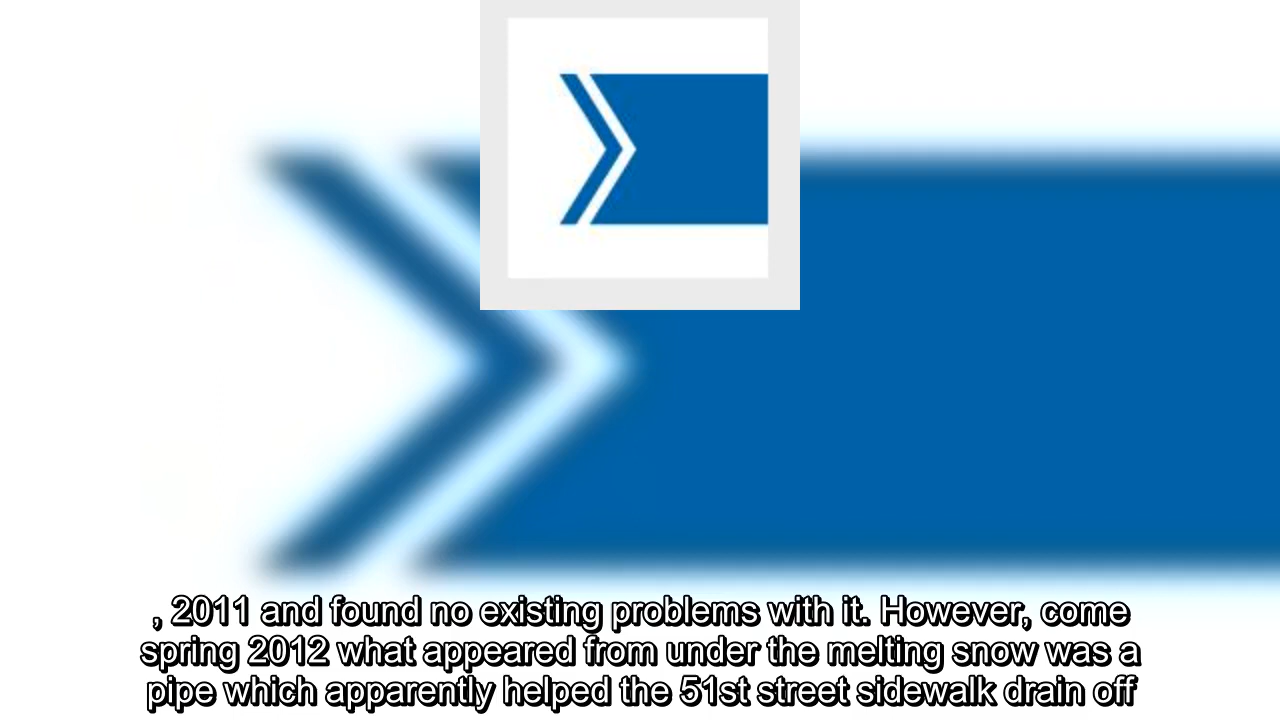 , 2011 and found no existing problems with it. However, come
spring 2012 what appeared from under the melting snow was a
pipe which apparently helped the 51st street sidewalk drain off